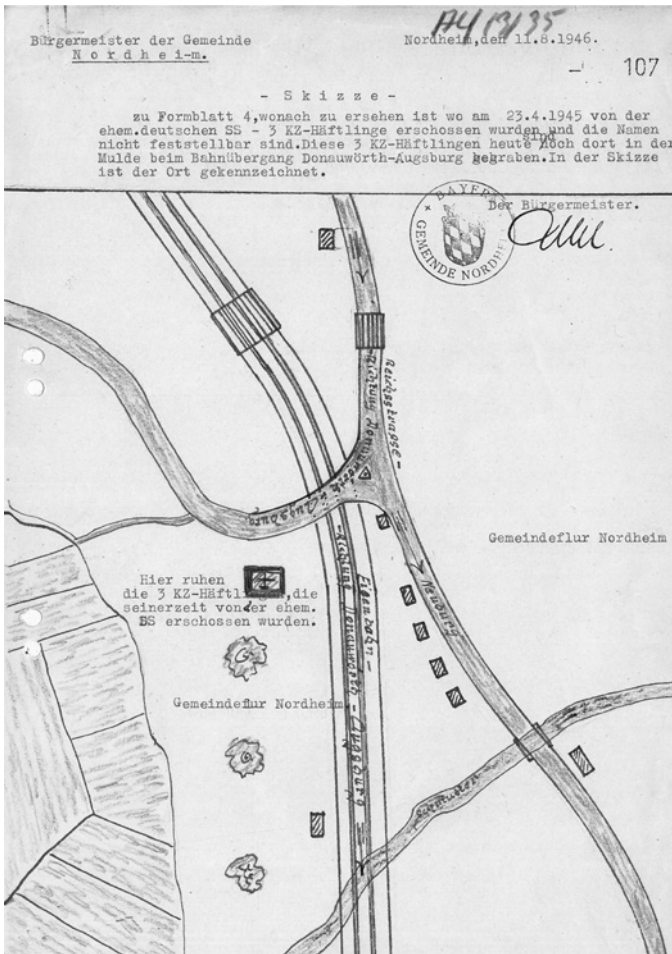 A4/13/35
Bürgermeister der Gemeinde
Nordheim,den 11.8.1946.
N o r d h e i-m.
- 107
- S k i z z e -
zu Formblatt 4,wonach zu ersehen ist wo am 23.4.1945 von der
ehem.deutschen SS - 3 KZ-Häftlinge erschossen wurden und die Namen
nicht feststellbar sind.Diese 3 KZ-Häftlingen heute sind Noch dort in der
Mulde beim Bahnübergang Donauwörth-Augsburg begraben.In der Skizze
ist der Ort gekennzeichnet.
Der Bürgermeister.
BAYERN
GEMEINDE NORDHEIM
Reichsstrasse -
Richtung Donauwörth - Augsburg
Gemeindeflur Nordheim
Neuburg
Hier ruhen
die 3 KZ-Häftlinge,die
seinerzeit von der ehem.
SS erschossen wurden.
Eisenbahn -
- Richtung Donauwörth - Augsburg
Gemeindeflur Nordheim